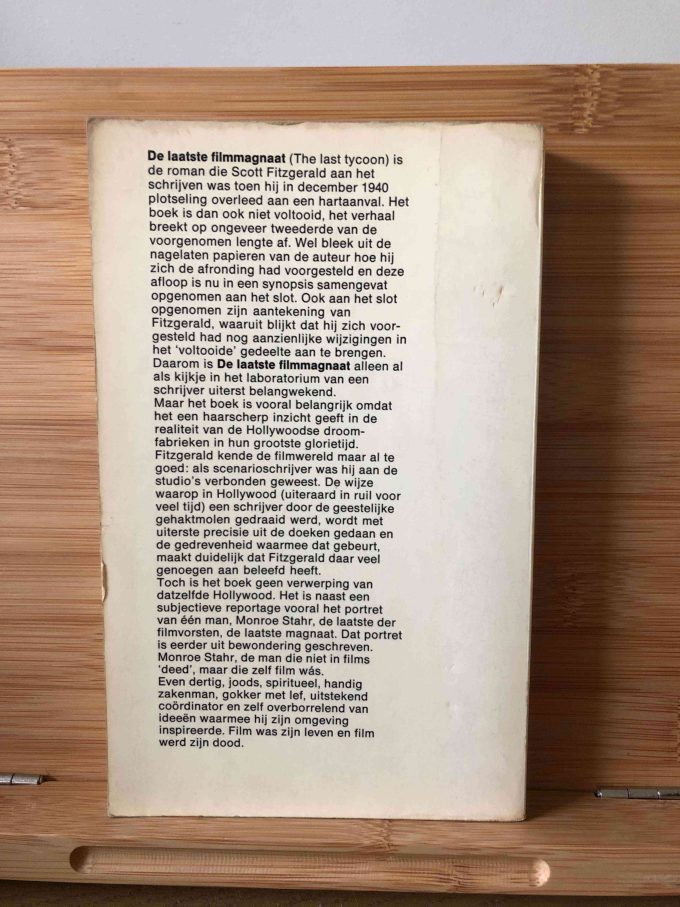 De laatste filmmagnaat (The last tycoon) is
de roman die Scott Fitzgerald aan het
schrijven was toen hij in december 1940
plotseling overleed aan een hartaanval. Het
boek is dan ook niet voltooid, het verhaal
breekt op ongeveer tweederde van de
voorgenomen lengte af. Wel bleek uit de
nagelaten papieren van de auteur hoe hij
zich de afronding had voorgesteld en deze
afloop is nu in een synopsis samengevat
opgenomen aan het slot. Ook aan het slot
opgenomen zijn aantekening van
Fitzgerald, waaruit blijkt dat hij zich voor-
gesteld had nog aanzienlijke wijzigingen in
het 'voltooide' gedeelte aan te brengen.
Daarom is De laatste filmmagnaat alleen al
als kijkje in het laboratorium van een
schrijver uiterst belangwekend.
Maar het boek is vooral belangrijk omdat
het een haarscherp inzicht geeft in de
realiteit van de Hollywoodse droom-
fabrieken in hun grootste glorietijd.
Fitzgerald kende de filmwereld maar al te
goed: als scenarioschrijver was hij aan de
studio's verbonden geweest. De wijze
waarop in Hollywood (uiteraard in ruil voor
veel tijd) een schrijver door de geestelijke
gehaktmolen gedraaid werd, wordt met
uiterste precisie uit de doeken gedaan en
de gedrevenheid waarmee dat gebeurt,
maakt duidelijk dat Fitzgerald daar veel
genoegen aan beleefd heeft.
Toch is het boek geen verwerping van
datzelfde Hollywood. Het is naast een
subjectieve reportage vooral het portret
van één man, Monroe Stahr, de laatste der
filmvorsten, de laatste magnaat. Dat portret
is eerder uit bewondering geschreven.
Monroe Stahr, de man die niet in films
'deed', maar die zelf film wás.
Even dertig, joods, spiritueel, handig
zakenman, gokker met lef, uitstekend
coördinator en zelf overborrelend van
ideeën waarmee hij zijn omgeving
inspireerde. Film was zijn leven en film
werd zijn dood.